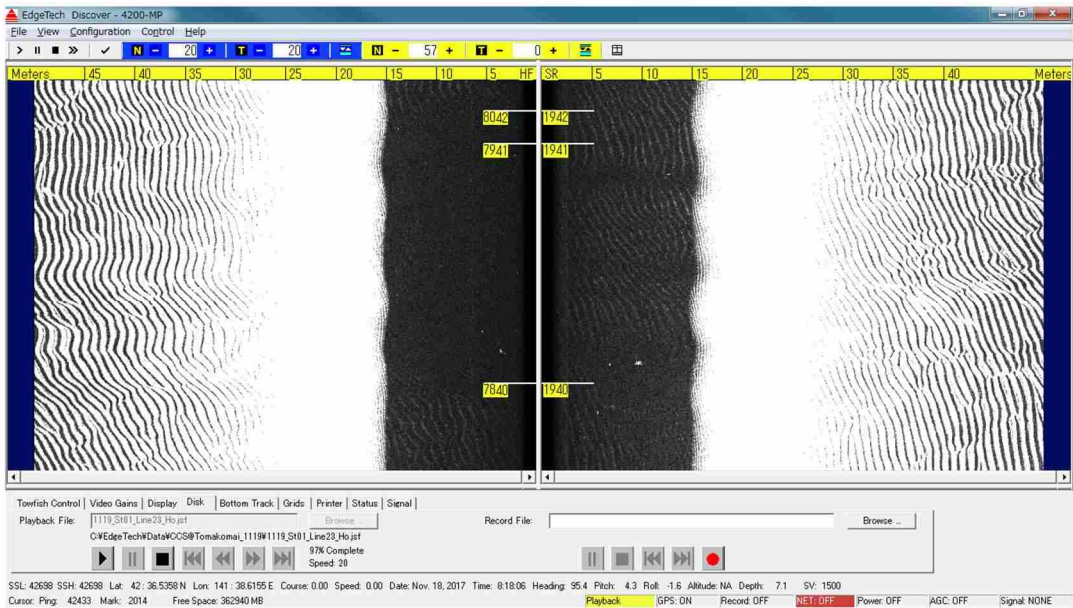 EdgeTech Discover - 4200-MP
File View Configuration Control Help
N - 20 + T - 20 + N - 57 + T - 0 +
Meters 45 40 35 30 25 20 15 10 5 HF SR 5 10 15 20 25 30 35 40 Meters
8042 1942
7941 1941
7840 1940
Towfish Control Video Gains Display Disk Bottom Track Grids Printer Status Signal
Playback File: 1119_St01_Line23_Ho.jsf Browse .. Record File: Browse ..
C:¥EdgeTech¥Data¥CCS@Tomakomai_1119¥1119_St01_Line23_Ho.jsf
97% Complete
Speed: 20
SSL: 42698 SSH: 42698 Lat: 42 : 36.5358 N Lon: 141 : 38.6155 E Course: 0.00 Speed: 0.00 Date: Nov. 18, 2017 Time: 8:18:06 Heading: 95.4 Pitch: 4.3 Roll: -1.6 Altitude: NA Depth: 7.1 SV: 1500
Cursor: Ping: 42433 Mark: 2014 Free Space: 362940 MB Playback GPS: ON Record: OFF NET: OFF Power: OFF AGC: OFF Signal: NONE